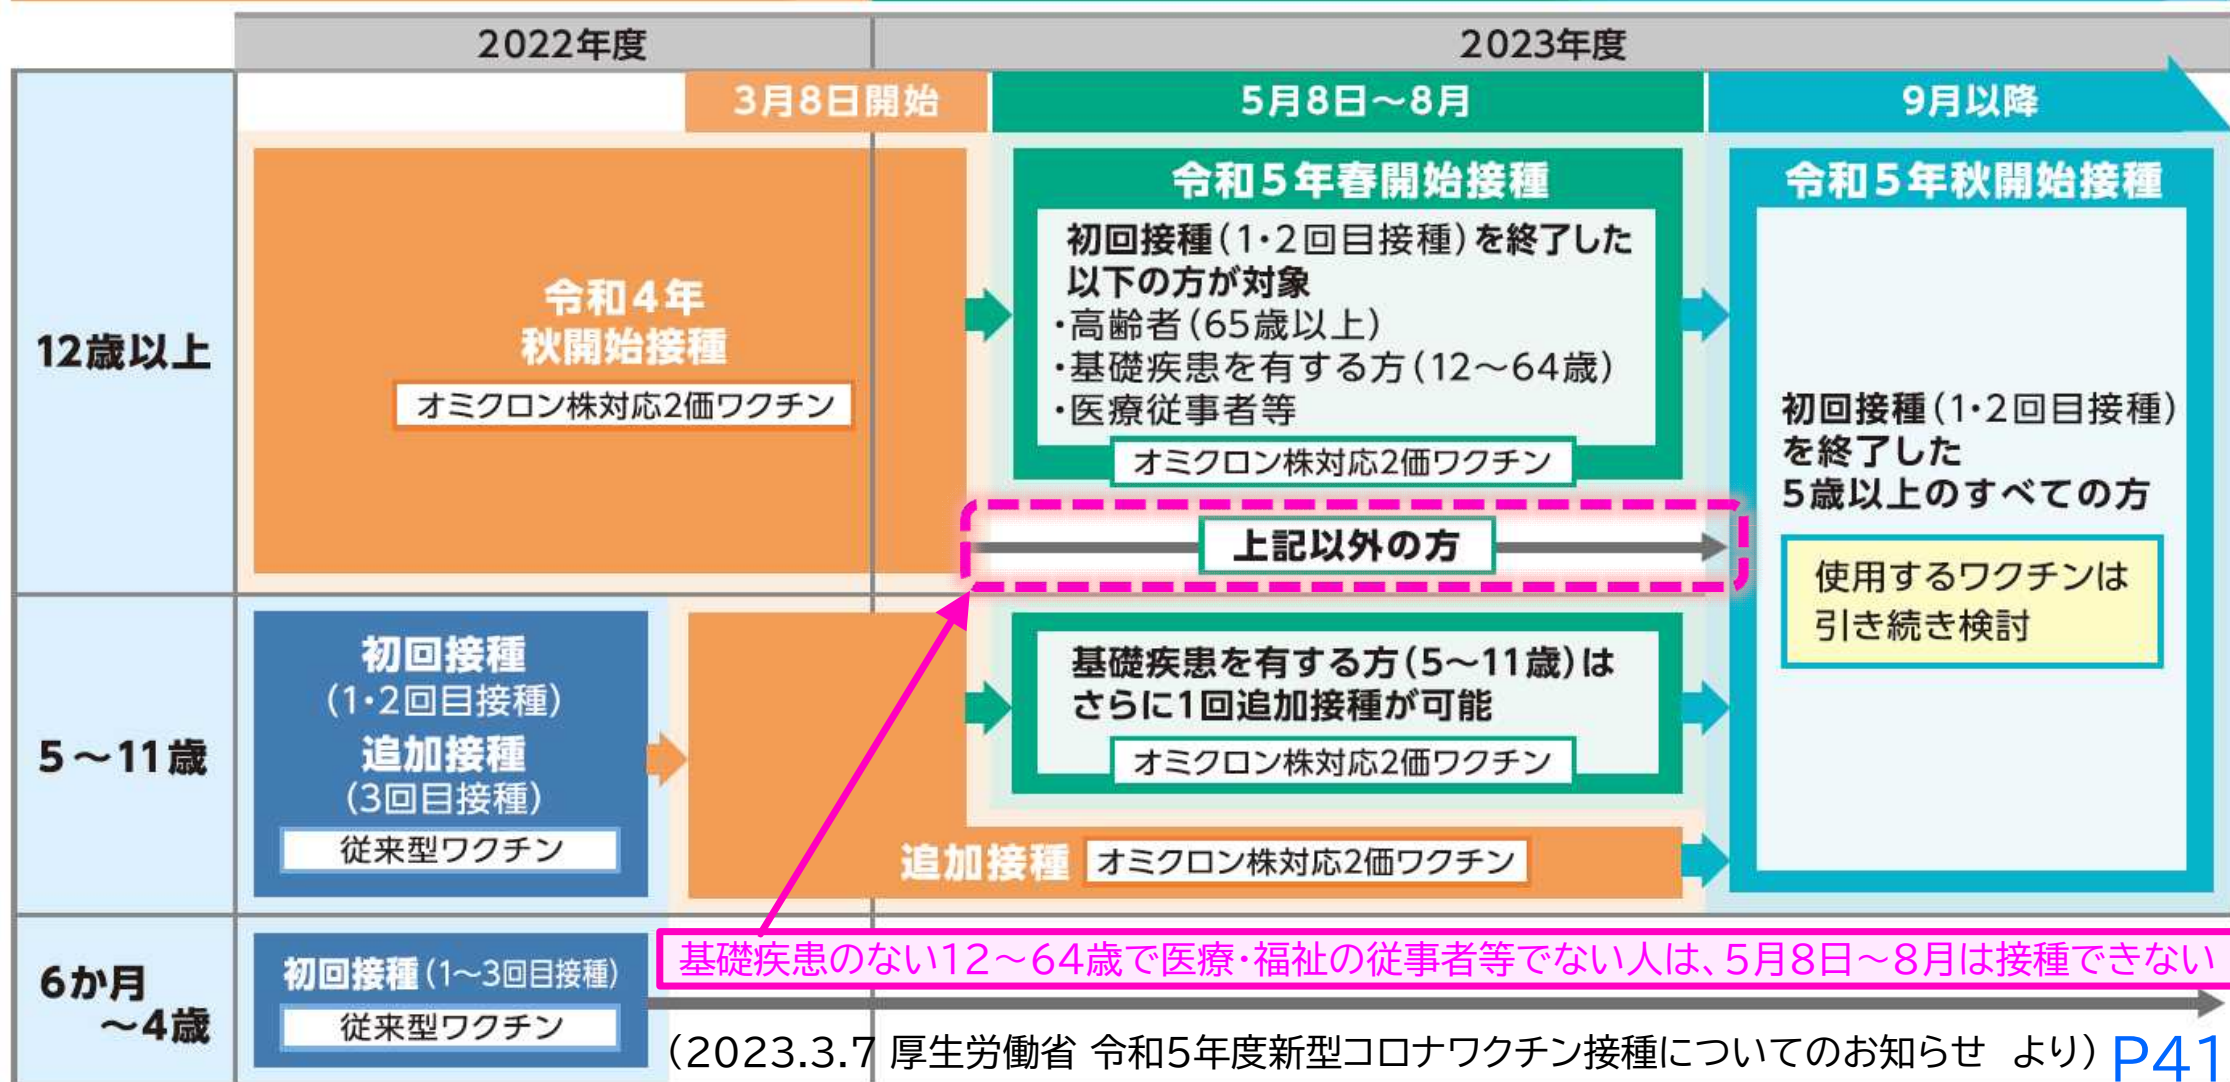 2022年度
2023年度
3月8日開始
5月8日～8月
9月以降
12歳以上
令和4年
秋開始接種
オミクロン株対応2価ワクチン
令和5年春開始接種
初回接種(1・2回目接種)を終了した
以下の方が対象
・高齢者(65歳以上)
・基礎疾患を有する方(12～64歳)
・医療従事者等
オミクロン株対応2価ワクチン
上記以外の方
令和5年秋開始接種
初回接種(1・2回目接種)
を終了した
5歳以上のすべての方
使用するワクチンは
引き続き検討
5～11歳
初回接種
(1・2回目接種)
追加接種
(3回目接種)
従来型ワクチン
基礎疾患を有する方(5～11歳)は
さらに1回追加接種が可能
オミクロン株対応2価ワクチン
追加接種 オミクロン株対応2価ワクチン
基礎疾患のない12～64歳で医療・福祉の従事者等でない人は、5月8日～8月は接種できない
6か月
～4歳
初回接種(1～3回目接種)
従来型ワクチン
(2023.3.7 厚生労働省 令和5年度新型コロナワクチン接種についてのお知らせ より) P41